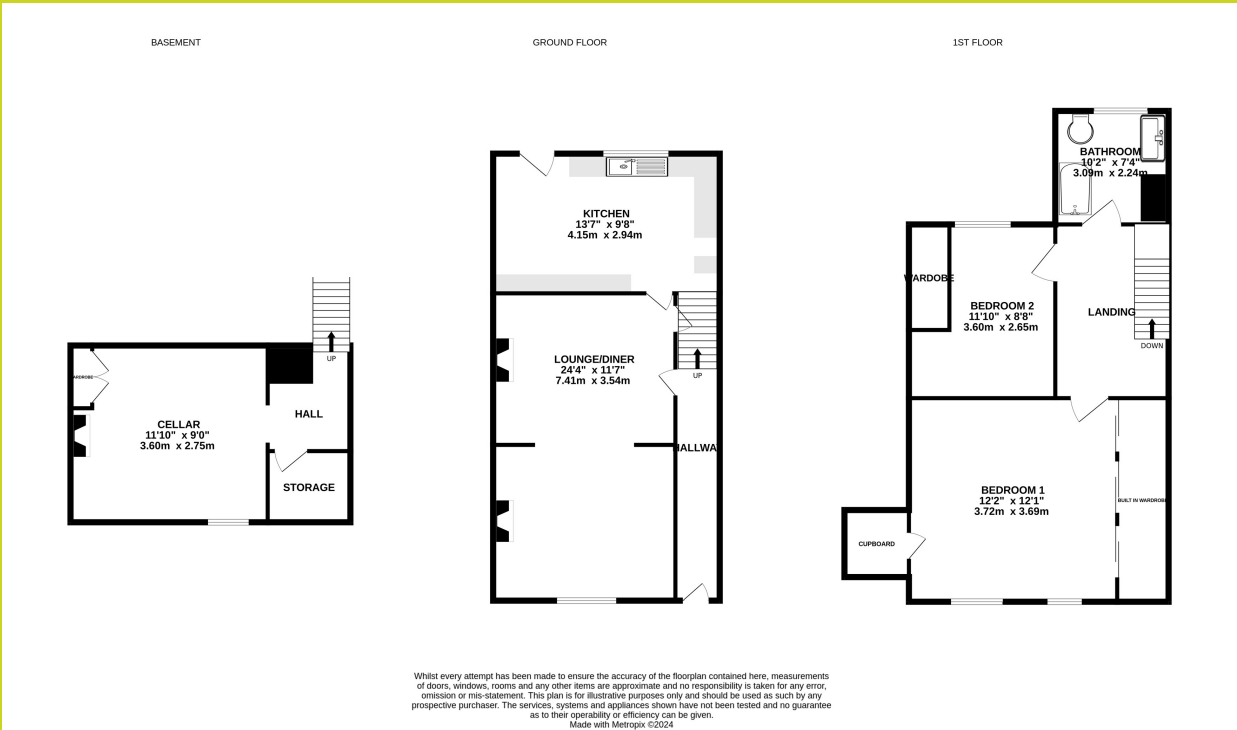 BASEMENT
GROUND FLOOR
1ST FLOOR
UP
ARDROBE
HALL
CELLAR
11'10" x 9'0"
3.60m x 2.75m
STORAGE
KITCHEN
13'7" x 9'8"
4.15m x 2.94m
LOUNGE/DINER
24'4" x 11'7"
7.41m x 3.54m
UP
HALLWA
BATHROOM
10'2" x 7'4"
3.09m x 2.24m
WARDOBE
BEDROOM 2
11'10" x 8'8"
3.60m x 2.65m
LANDING
DOWN
BEDROOM 1
12'2" x 12'1"
3.72m x 3.69m
BUILT IN WARDROBE
CUPBOARD
Whilst every attempt has been made to ensure the accuracy of the floorplan contained here, measurements
of doors, windows, rooms and any other items are approximate and no responsibility is taken for any error,
omission or mis-statement. This plan is for illustrative purposes only and should be used as such by any
prospective purchaser. The services, systems and appliances shown have not been tested and no guarantee
as to their operability or efficiency can be given.
Made with Metropix ©2024